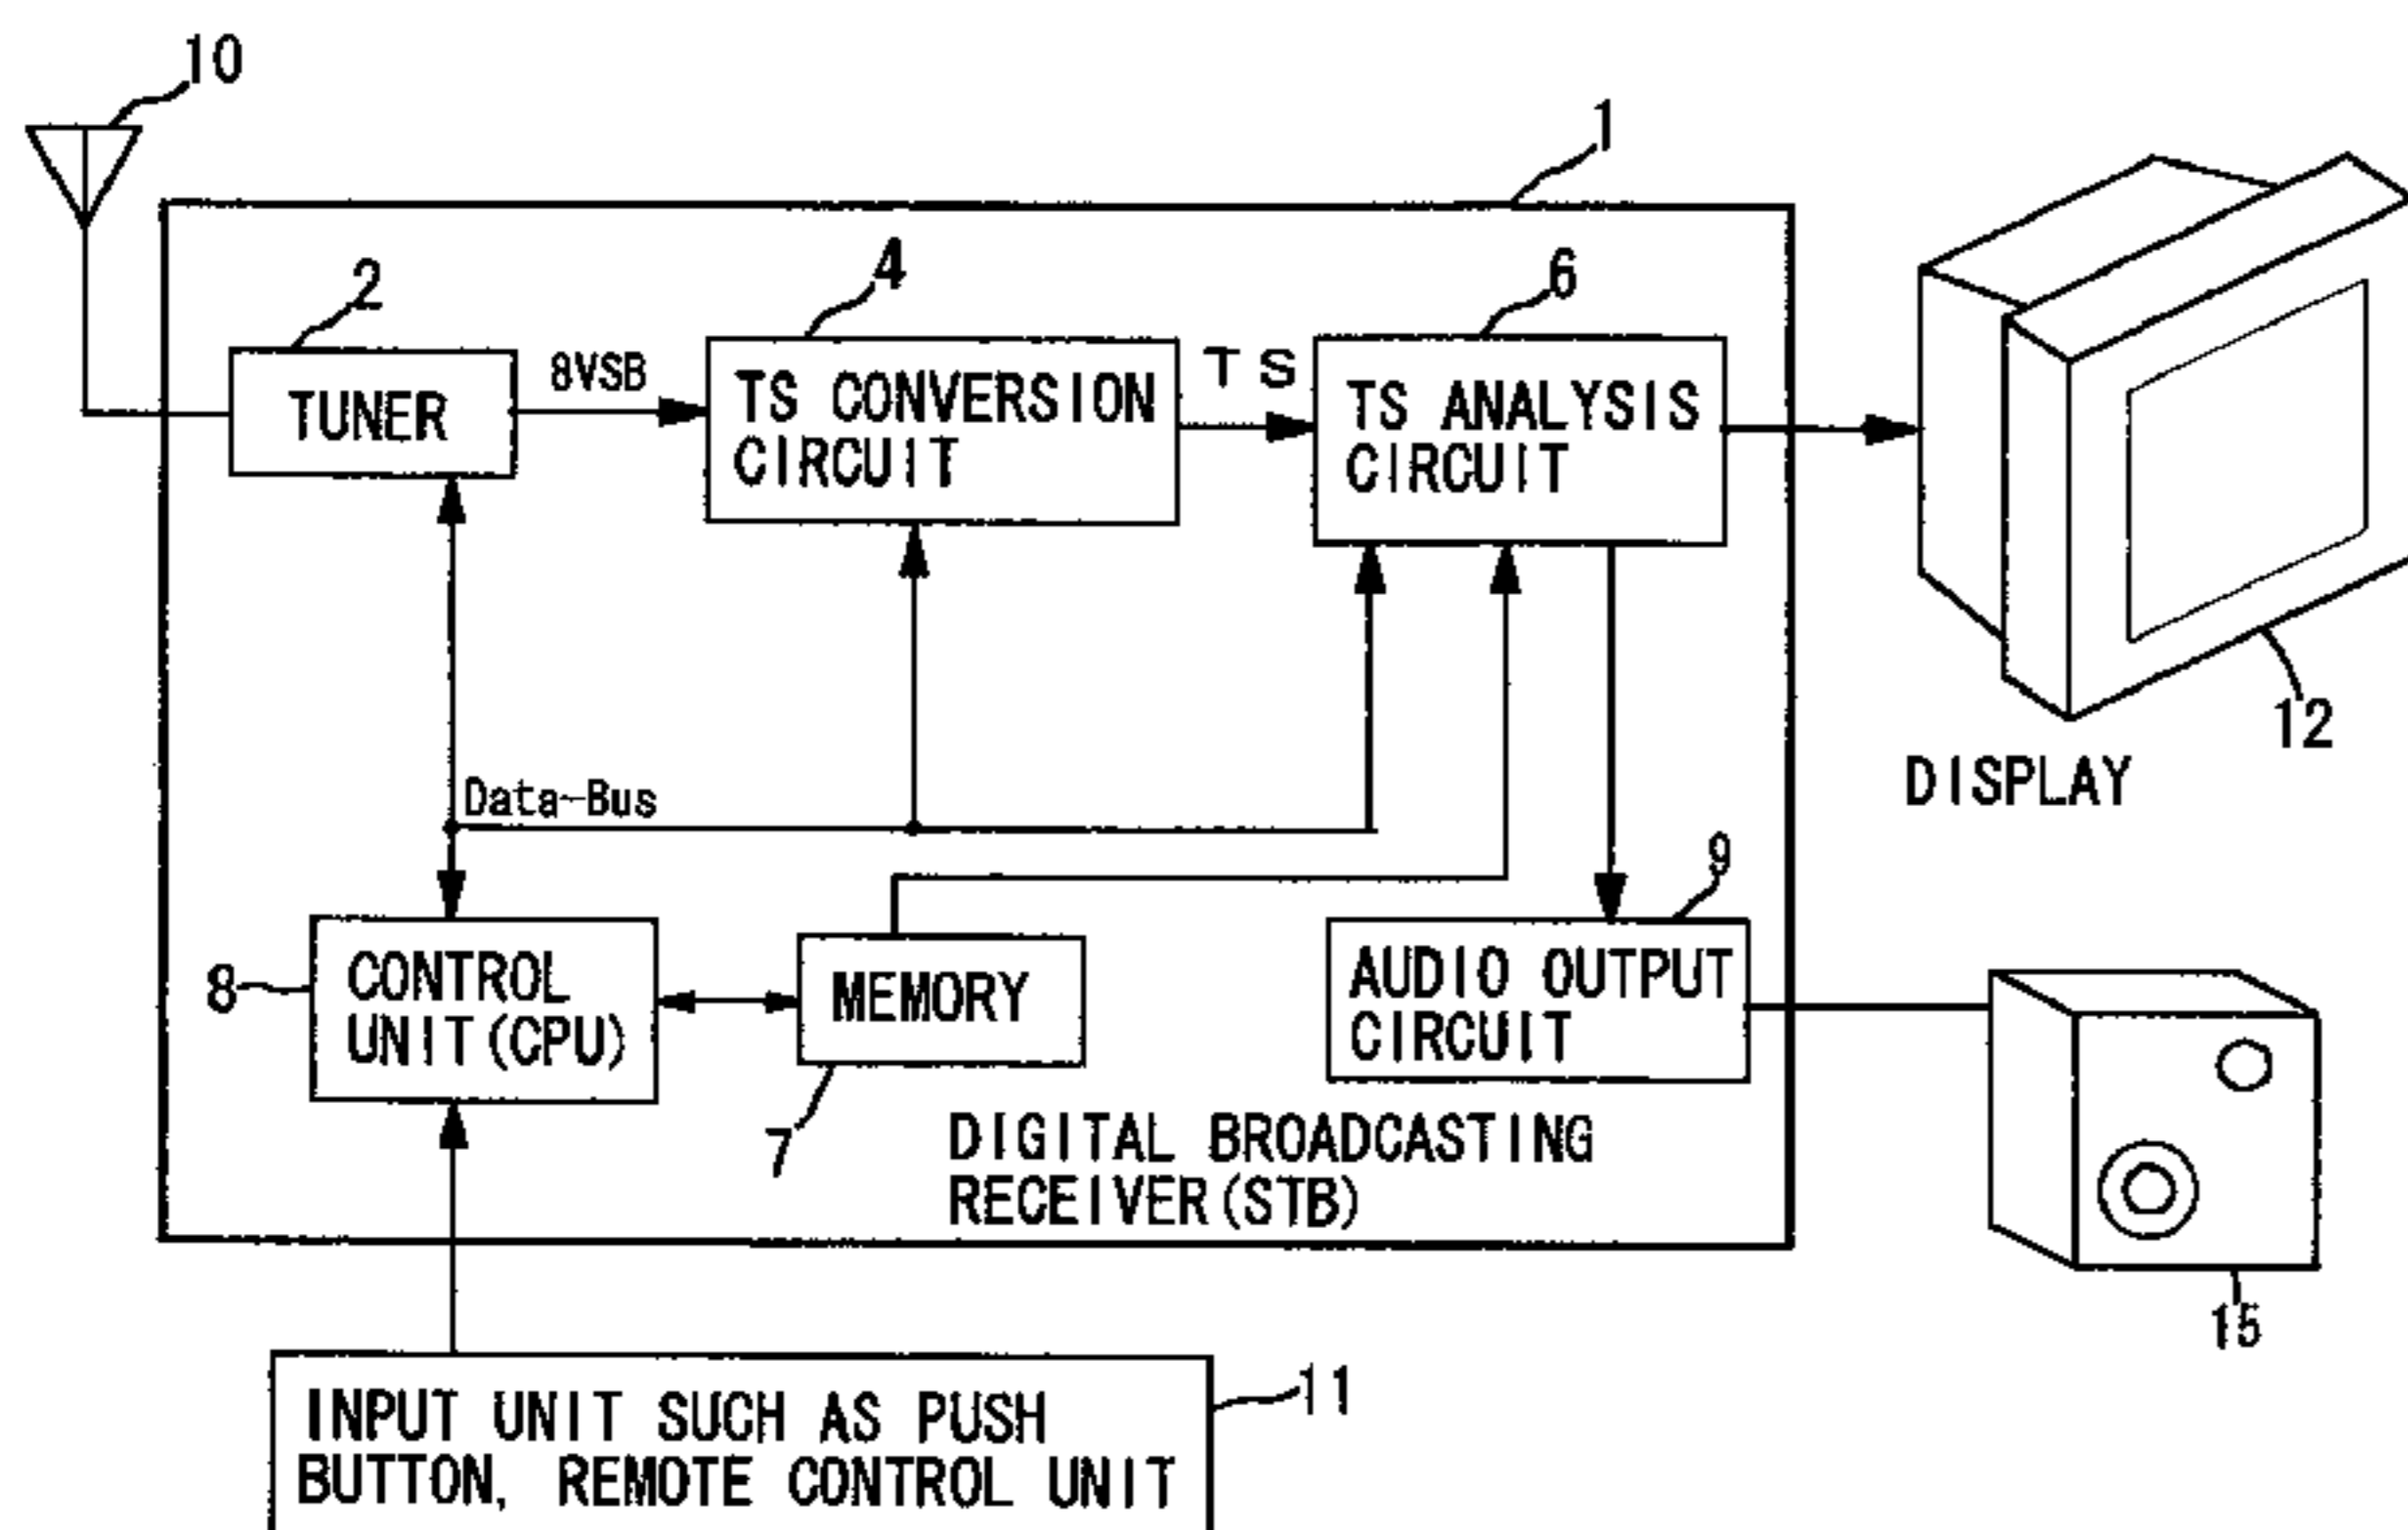 10
1
2
4
6
TUNER
8VSB
TS CONVERSION
CIRCUIT
TS
TS ANALYSIS
CIRCUIT
12
DISPLAY
Data-Bus
8
CONTROL
UNIT(CPU)
MEMORY
7
9
AUDIO OUTPUT
CIRCUIT
DIGITAL BROADCASTING
RECEIVER(STB)
15
11
INPUT UNIT SUCH AS PUSH
BUTTON, REMOTE CONTROL UNIT